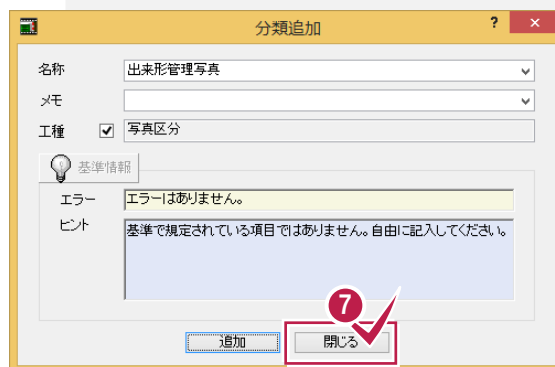 分類追加
? ×
名称 出来形管理写真
メモ
工種 写真区分
基準情報
エラー エラーはありません。
ヒント 基準で規定されている項目ではありません。自由に記入してください。
7
追加 閉じる